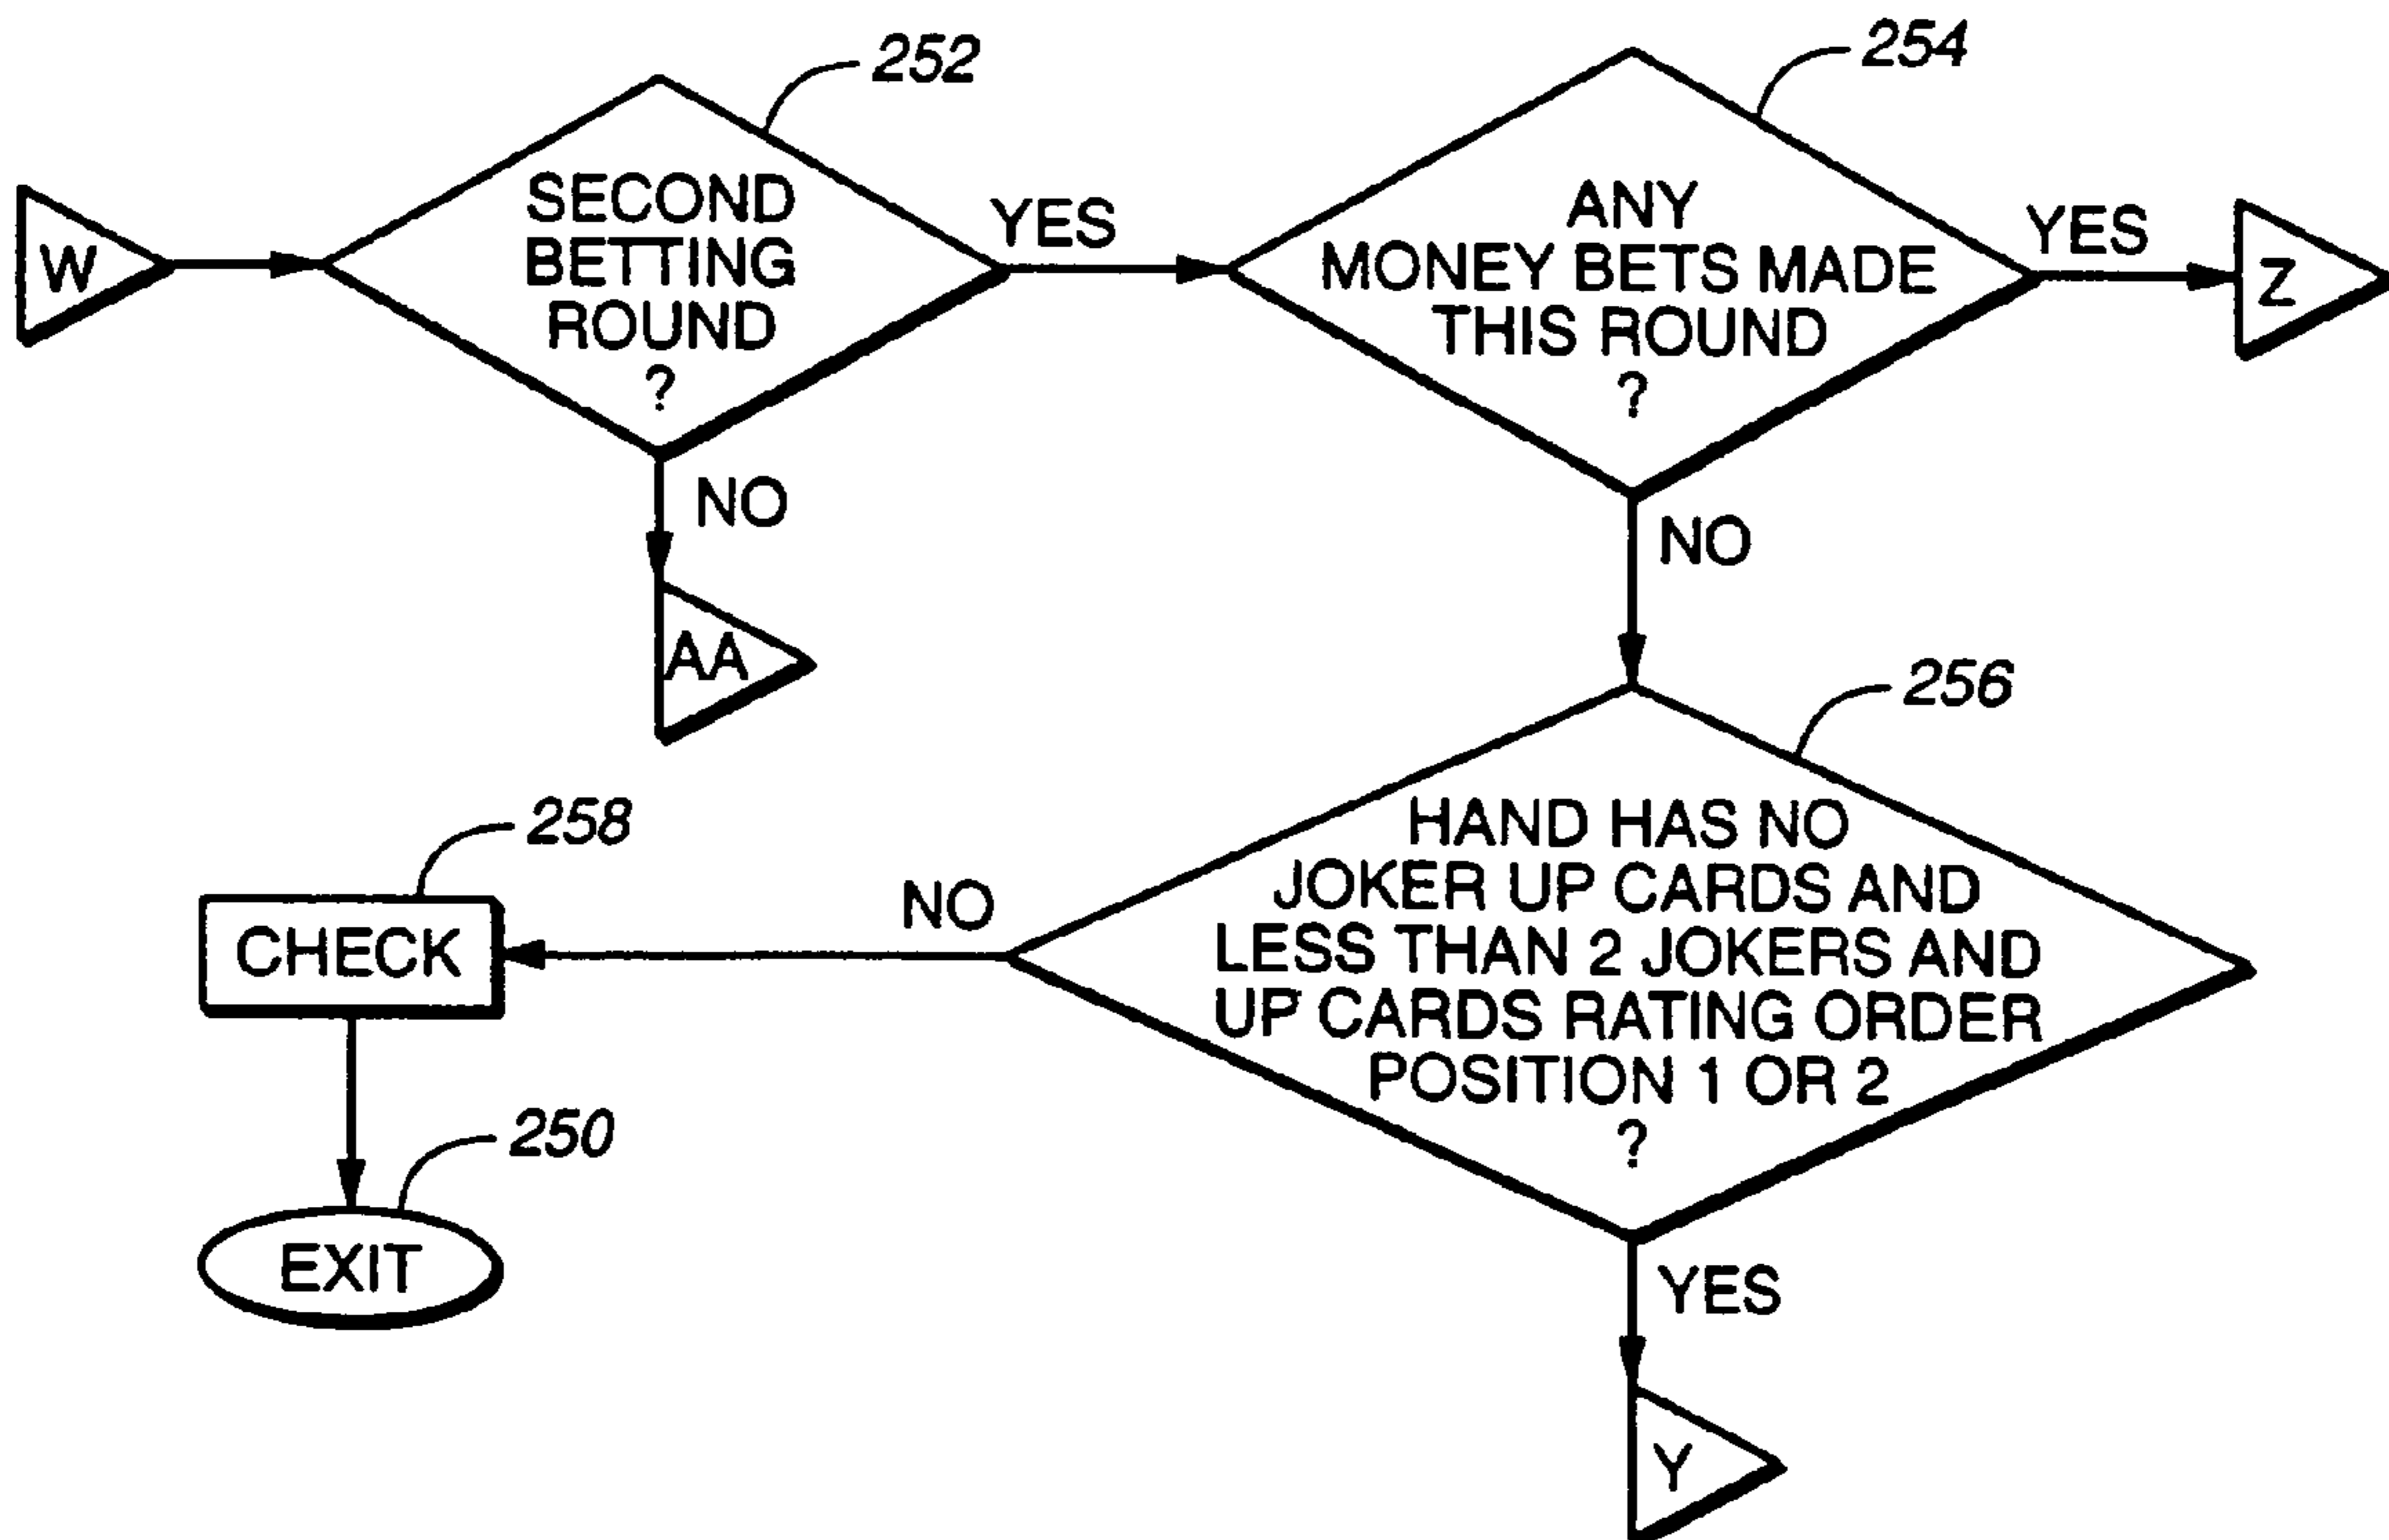 252
254
W
SECOND
BETTING
ROUND
?
YES
ANY
MONEY BETS MADE
THIS ROUND
?
YES
Z
NO
AA
NO
256
HAND HAS NO
JOKER UP CARDS AND
LESS THAN 2 JOKERS AND
UP CARDS RATING ORDER
POSITION 1 OR 2
?
NO
258
CHECK
250
EXIT
YES
Y